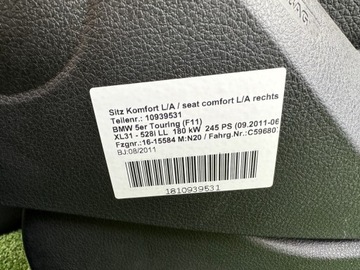 Sitz Komfort L/A / seat comfort L/A rechts
Teilenr.: 10939531
BMW 5er Touring (F11)
XL31 - 528i LL 180 kW 245 PS (09.2011-06
Fzgnr.:16-15584 M:N20 / Fahrg.Nr.:C59680
BJ:08/2011
1810939531